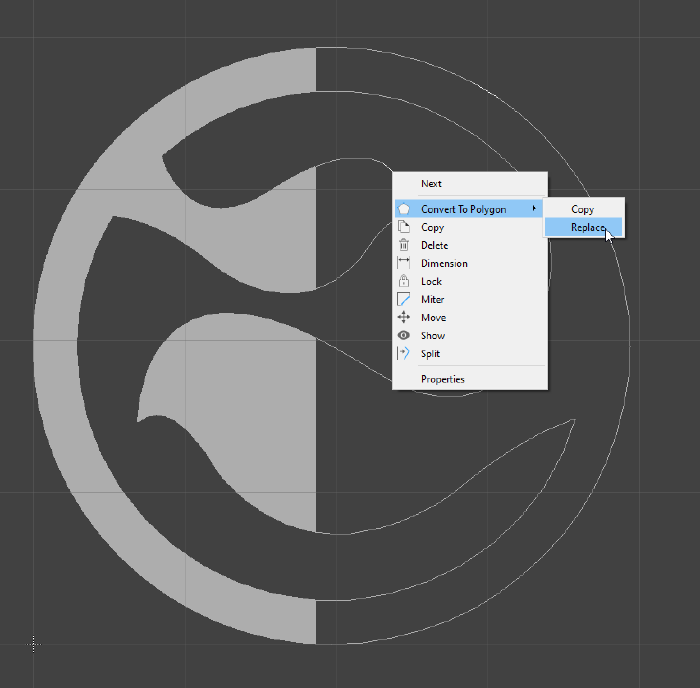 Next
Convert To Polygon
Copy
Replace
Copy
Delete
Dimension
Lock
Miter
Move
Show
Split
Properties